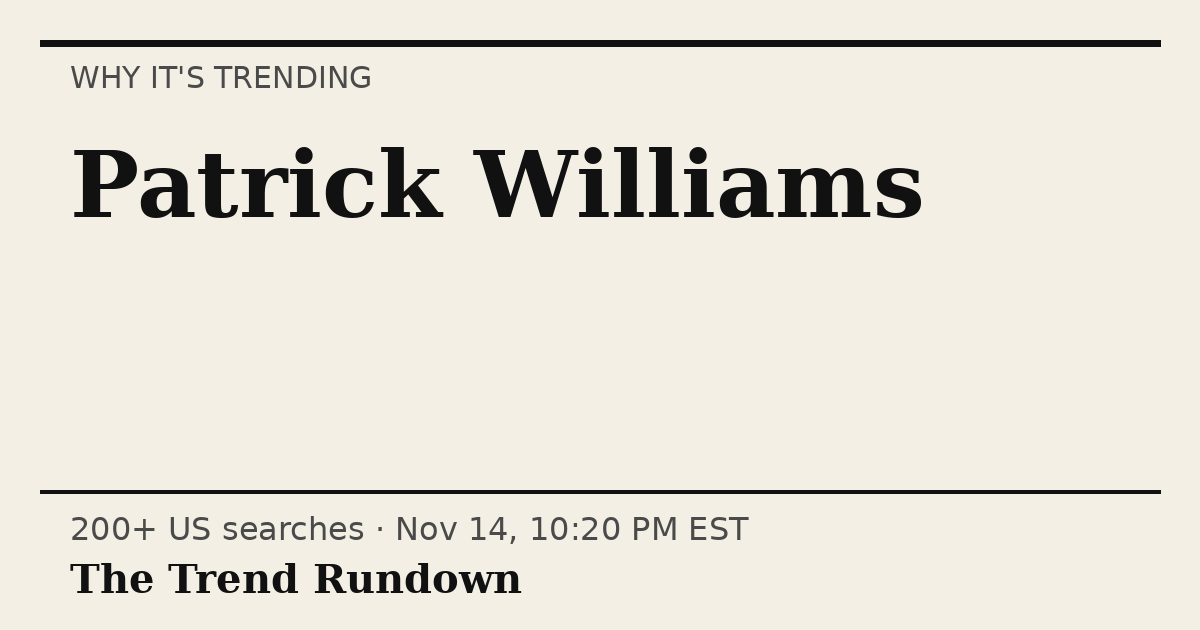 WHY IT'S TRENDING
Patrick Williams
200+ US searches · Nov 14, 10:20 PM EST
The Trend Rundown